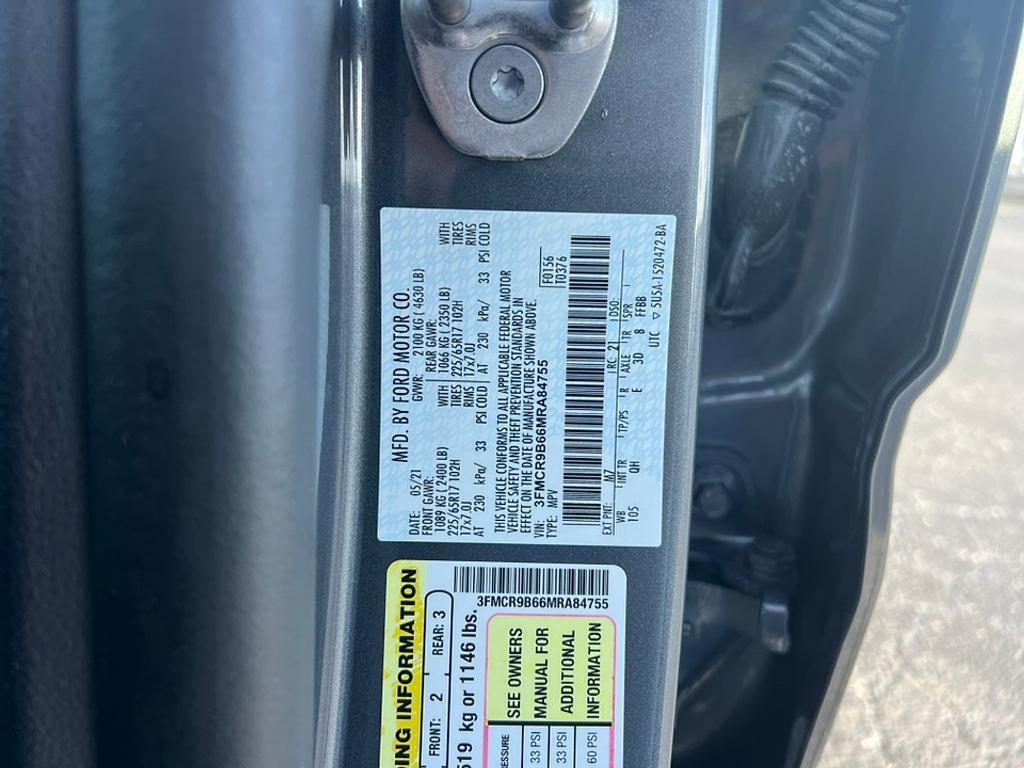 MFD. BY FORD MOTOR CO.
DATE: 05/21 GVWR: 2100 KG ( 4630 LB)
FRONT GAWR: REAR GAWR:
1089 KG ( 2400 LB) WITH 1066 KG ( 2350 LB) WITH
225/65R17 102H TIRES 225/65R17 102H TIRES
17x7.0J RIMS 17x7.0J RIMS
AT 230 kPa/ 33 PSI COLD AT 230 kPa/ 33 PSI COLD
THIS VEHICLE CONFORMS TO ALL APPLICABLE FEDERAL MOTOR
VEHICLE SAFETY AND THEFT PREVENTION STANDARDS IN
EFFECT ON THE DATE OF MANUFACTURE SHOWN ABOVE.
VIN: 3FMCR9B66MRA84755
TYPE: MPV
F0156
T0376
EXT PNT: M7 RC: 21 DSO:
WB INT TR TP/PS R AXLE TR SPR
105 QH E 3D 8 FFBB
UTC ▽ 5U5A-1520472-BA
3FMCR9B66MRA84755
ING INFORMATION
FRONT: 2 REAR: 3
519 kg or 1146 lbs.
SEE OWNERS
MANUAL FOR
ADDITIONAL
INFORMATION
33 PSI
33 PSI
60 PSI